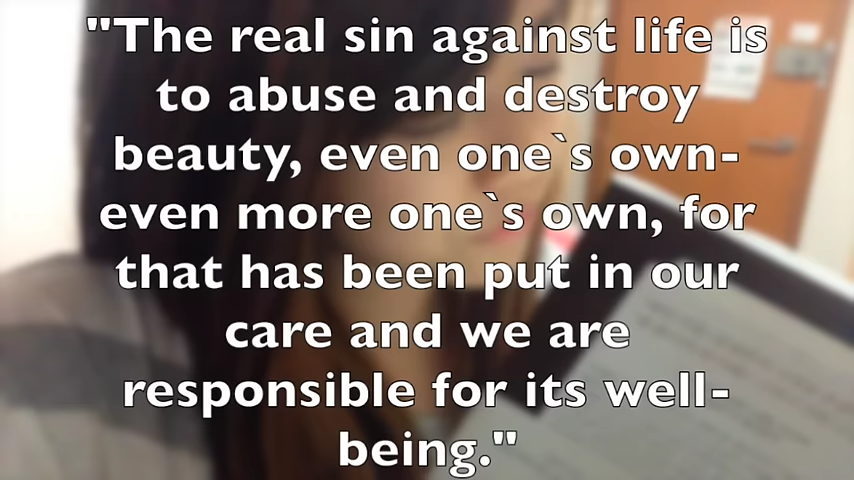 "The real sin against life is
to abuse and destroy
beauty, even one`s own-
even more one`s own, for
that has been put in our
care and we are
responsible for its well-
being."